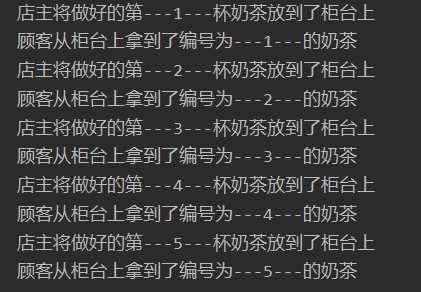 店主将做好的第---1---杯奶茶放到了柜台上
顾客从柜台上拿到了编号为---1---的奶茶
店主将做好的第---2---杯奶茶放到了柜台上
顾客从柜台上拿到了编号为---2---的奶茶
店主将做好的第---3---杯奶茶放到了柜台上
顾客从柜台上拿到了编号为---3---的奶茶
店主将做好的第---4---杯奶茶放到了柜台上
顾客从柜台上拿到了编号为---4---的奶茶
店主将做好的第---5---杯奶茶放到了柜台上
顾客从柜台上拿到了编号为---5---的奶茶